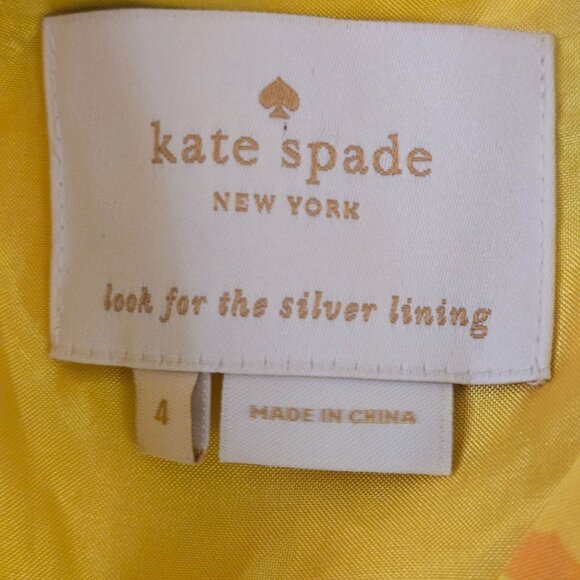 kate spade
NEW YORK
look for the silver lining
4
MADE IN CHINA